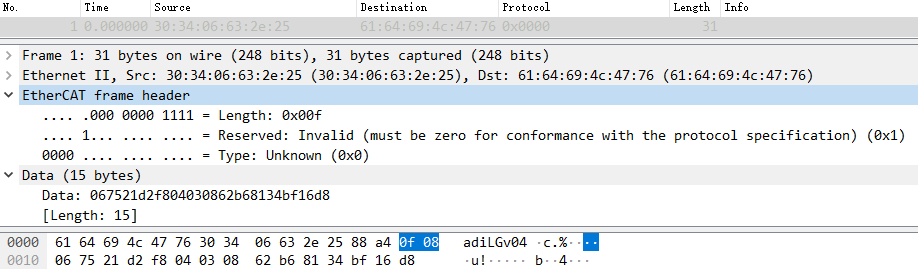 No. Time Source Destination Protocol Length Info
1 0.000000 30:34:06:63:2e:25 61:64:69:4c:47:76 0x0000 31
Frame 1: 31 bytes on wire (248 bits), 31 bytes captured (248 bits)
Ethernet II, Src: 30:34:06:63:2e:25 (30:34:06:63:2e:25), Dst: 61:64:69:4c:47:76 (61:64:69:4c:47:76)
EtherCAT frame header
.... .000 0000 1111 = Length: 0x00f
.... 1... .... .... = Reserved: Invalid (must be zero for conformance with the protocol specification) (0x1)
0000 .... .... .... = Type: Unknown (0x0)
Data (15 bytes)
Data: 067521d2f804030862b68134bf16d8
[Length: 15]
0000 61 64 69 4c 47 76 30 34 06 63 2e 25 88 a4 0f 08 adiLGv04 ·c.%····
0010 06 75 21 d2 f8 04 03 08 62 b6 81 34 bf 16 d8 ·u!····· b··4···